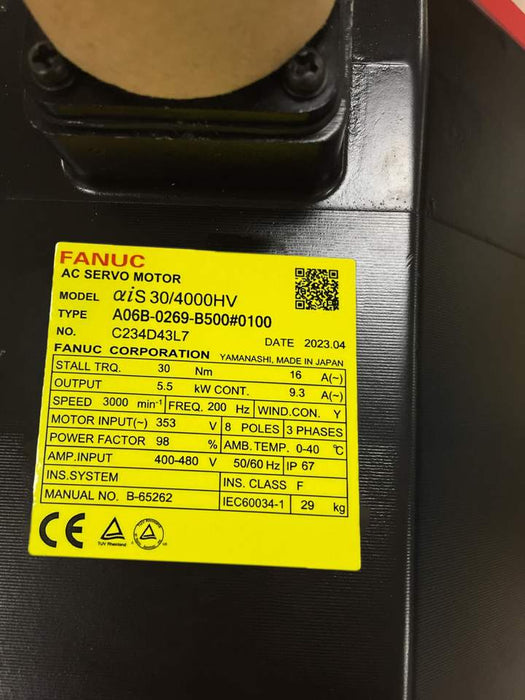 FANUC
AC SERVO MOTOR
MODEL αiS 30/4000HV
TYPE A06B-0269-B500#0100
NO. C234D43L7 DATE 2023.04
FANUC CORPORATION YAMANASHI, MADE IN JAPAN
STALL TRQ. 30 Nm 16 A(~)
OUTPUT 5.5 kW CONT. 9.3 A(~)
SPEED 3000 min⁻¹ FREQ. 200 Hz WIND.CON. Y
MOTOR INPUT(~) 353 V 8 POLES 3 PHASES
POWER FACTOR 98 % AMB.TEMP. 0-40 ℃
AMP.INPUT 400-480 V 50/60 Hz IP 67
INS.SYSTEM INS. CLASS F
MANUAL NO. B-65262 IEC60034-1 29 kg
CE TUV Rheinland